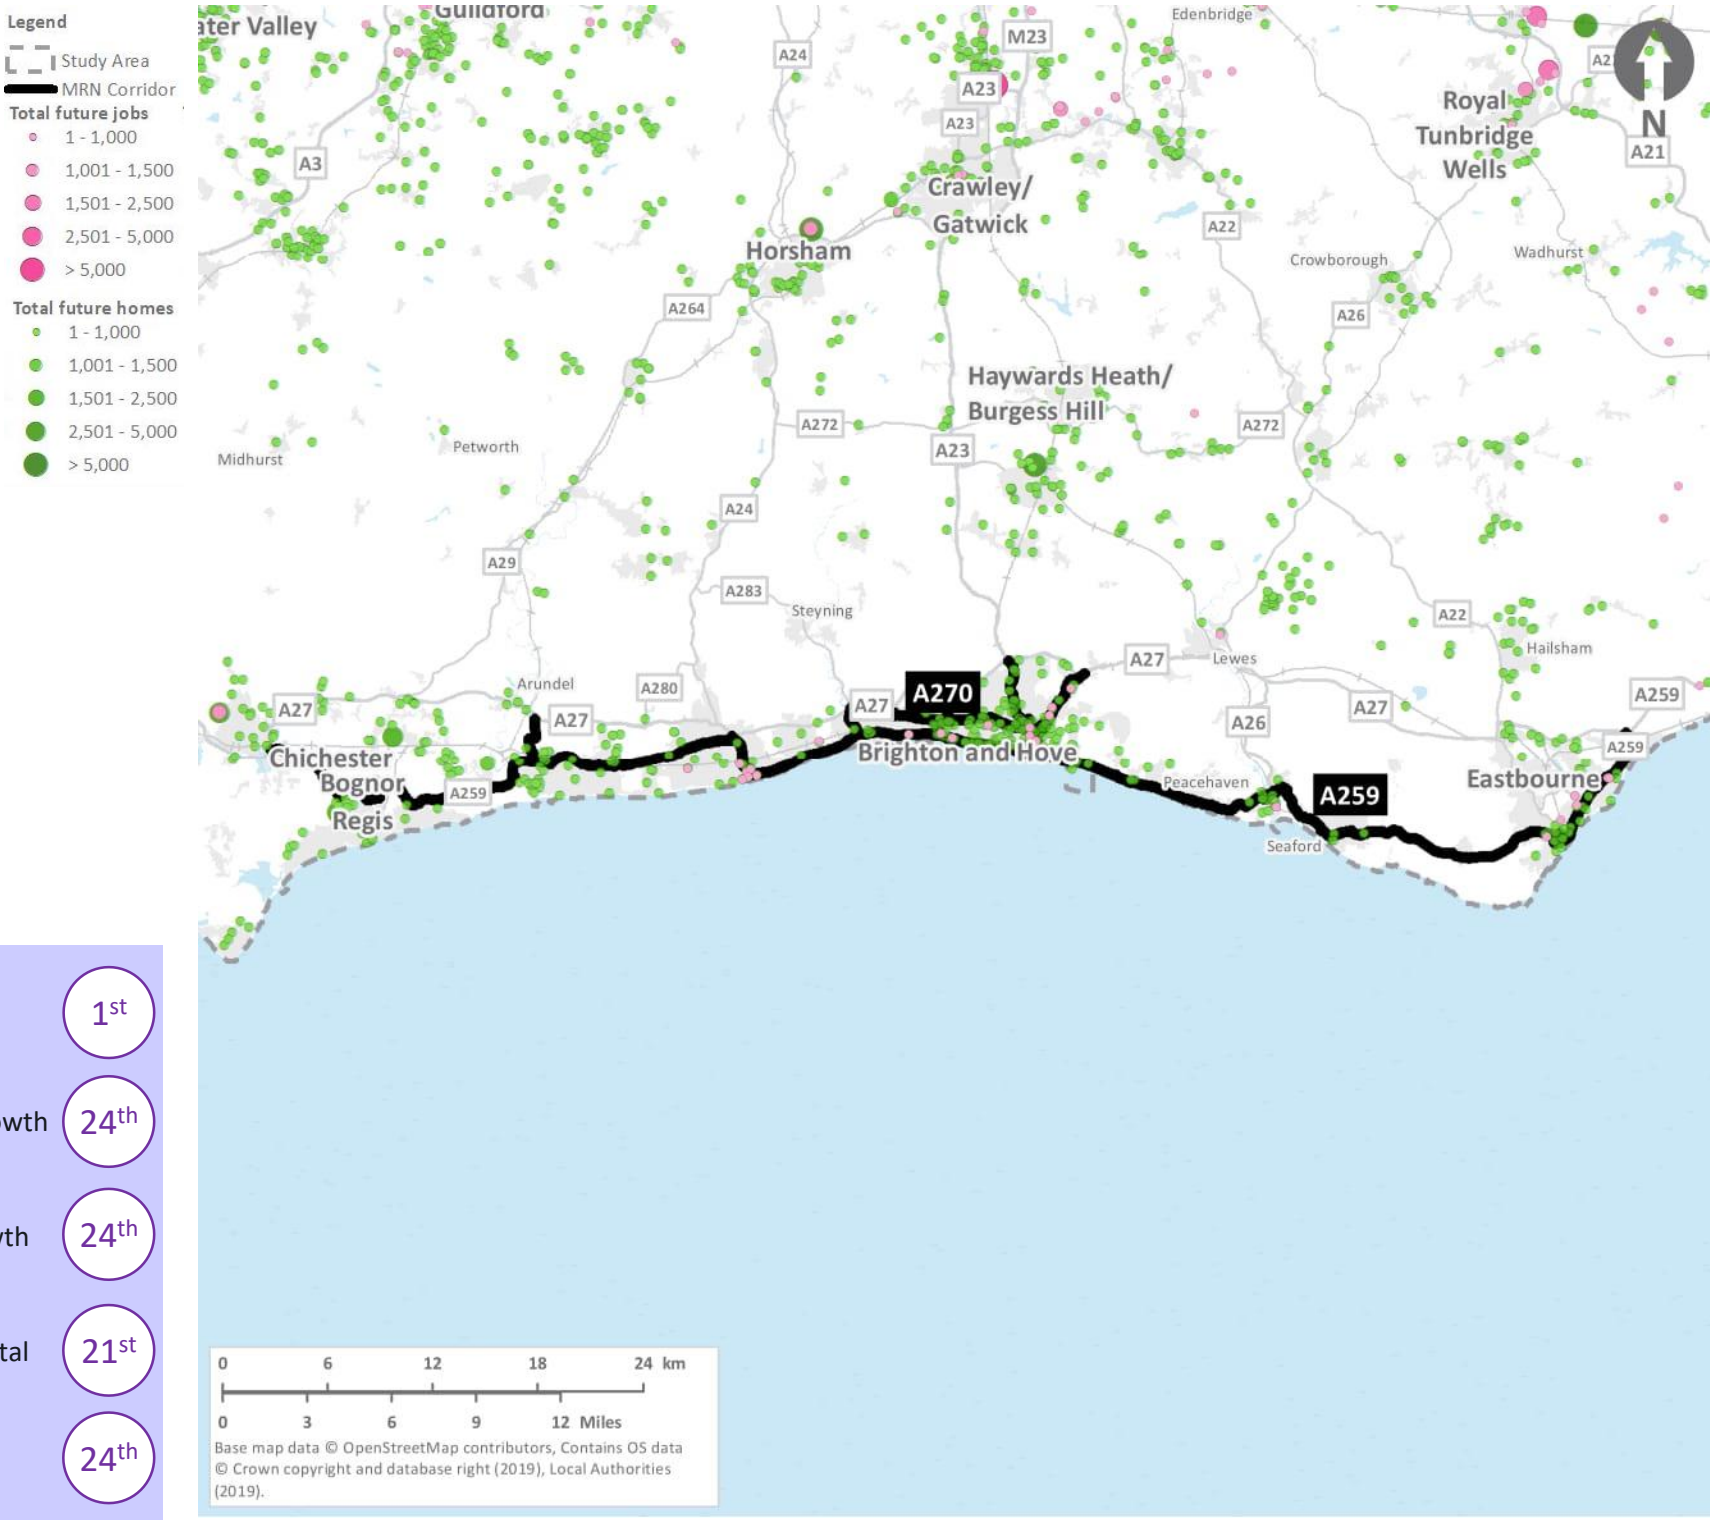 Legend
Study Area
MRN Corridor
Total future jobs
1 - 1,000
1,001 - 1,500
1,501 - 2,500
2,501 - 5,000
> 5,000
Total future homes
1 - 1,000
1,001 - 1,500
1,501 - 2,500
2,501 - 5,000
> 5,000
ater Valley
Guildford
Edenbridge
A24
M23
A23
A23
A3
Royal
Tunbridge
Wells
N
A21
Crawley/
Gatwick
Horsham
A22
Crowborough
Wadhurst
A264
A26
Haywards Heath/
Burgess Hill
A272
A272
A23
Midhurst
Petworth
A24
A29
A283
Steyning
A22
Hailsham
A27
Lewes
Arundel
A280
A270
A27
A27
A27
A27
A26
A259
A259
Chichester
Bognor
Regis
A259
Brighton and Hove
Peacehaven
A259
Eastbourne
Seaford
1st
owth
24th
wth
24th
tal
21st
24th
0 6 12 18 24 km
0 3 6 9 12 Miles
Base map data © OpenStreetMap contributors, Contains OS data
© Crown copyright and database right (2019), Local Authorities
(2019).